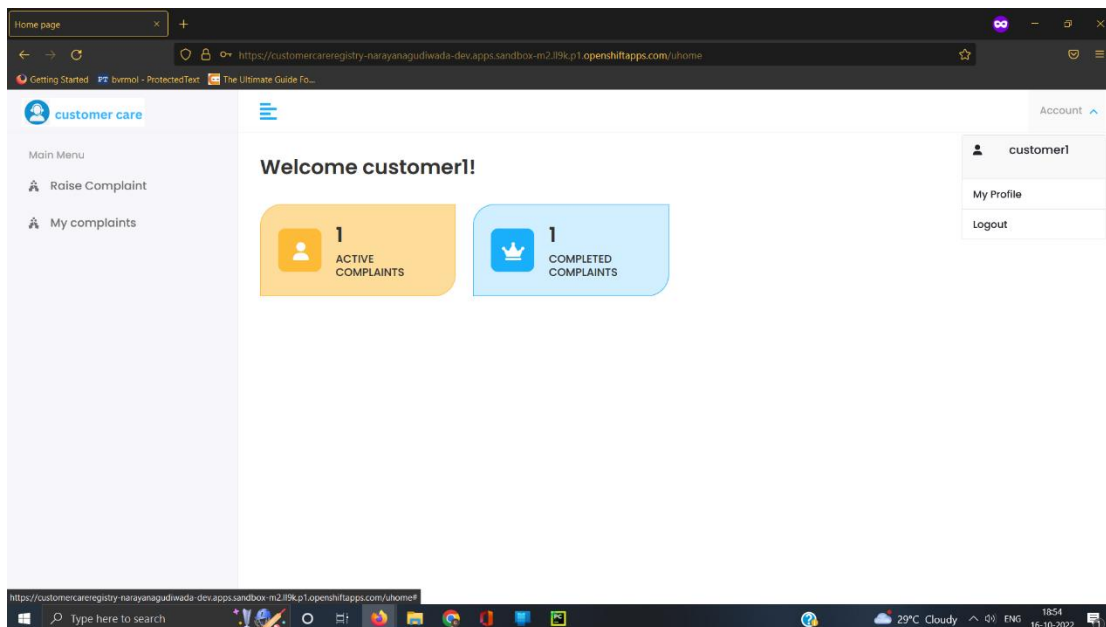 Home page
https://customercareregistry-narayanagudiwada-dev.apps.sandbox-m2.ll9k.p1.openshiftapps.com/uhome
Getting Started PT bvrmol - ProtectedText The Ultimate Guide Fo...
customer care
Account
Main Menu
Raise Complaint
My complaints
Welcome customer1!
1
ACTIVE
COMPLAINTS
1
COMPLETED
COMPLAINTS
customer1
My Profile
Logout
https://customercareregistry-narayanagudiwada-dev.apps.sandbox-m2.ll9k.p1.openshiftapps.com/uhome#
Type here to search
29°C Cloudy
ENG
18:54
16-10-2022